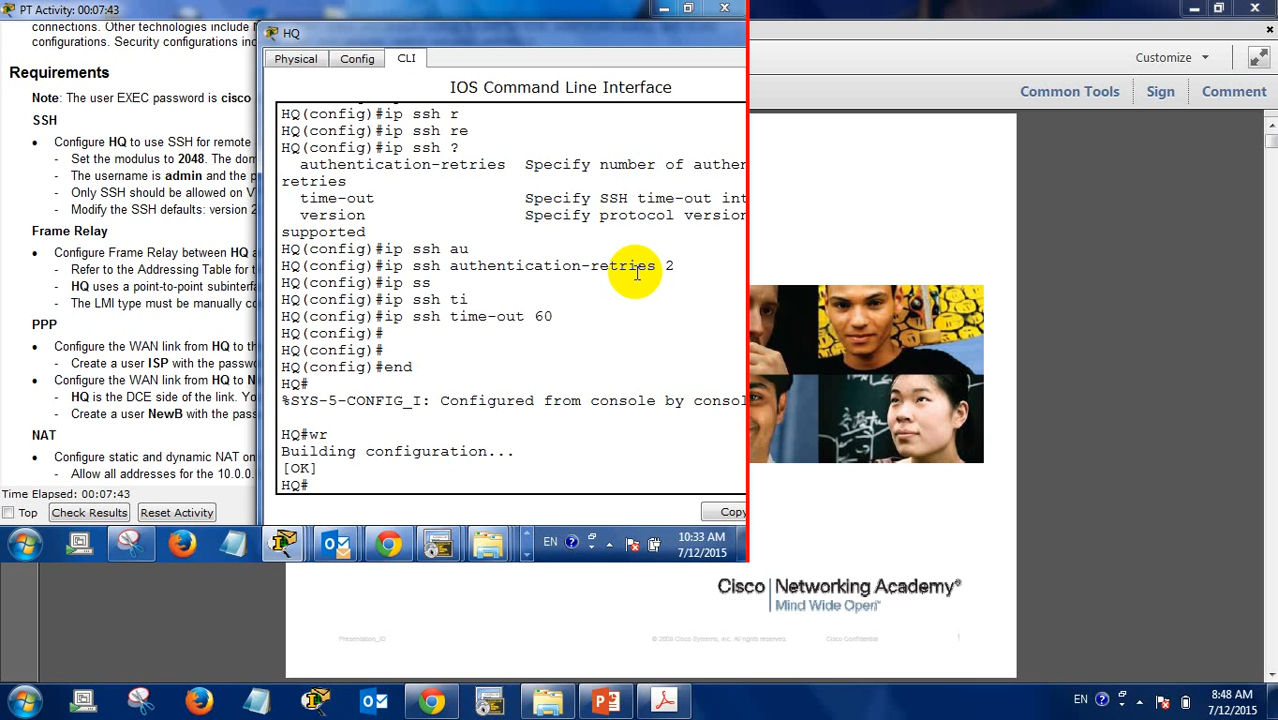 PT Activity: 00:07:43
connections. Other technologies include
configurations. Security configurations
Requirements
Note: The user EXEC password is cisco
SSH
Configure HQ to use SSH for remote
- Set the modulus to 2048. The
- The username is admin and the
- Only SSH should be allowed on
- Modify the SSH defaults: version 2
Frame Relay
Configure Frame Relay between HQ
- Refer to the Addressing Table for
- HQ uses a point-to-point
- The LMI type must be manually
PPP
Configure the WAN link from HQ to
- Create a user ISP with the
Configure the WAN link from HQ to
- HQ is the DCE side of the link.
- Create a user NewB with the
NAT
Configure static and dynamic NAT on
- Allow all addresses for the 10.0.0.
Time Elapsed: 00:07:43
Top
Check Results
Reset Activity
HQ
Physical
Config
CLI
IOS Command Line Interface
HQ(config)#ip ssh r
HQ(config)#ip ssh re
HQ(config)#ip ssh ?
authentication-retries Specify number of
retries
time-out Specify SSH time-out
version Specify protocol version
supported
HQ(config)#ip ssh au
HQ(config)#ip ssh authentication-retries 2
HQ(config)#ip ss
HQ(config)#ip ssh ti
HQ(config)#ip ssh time-out 60
HQ(config)#
HQ(config)#
HQ(config)#end
HQ#
%SYS-5-CONFIG_I: Configured from console by
HQ#wr
Building configuration...
[OK]
HQ#
Copy
EN
10:33 AM
7/12/2015
Customize
Common Tools
Sign
Comment
Cisco Networking Academy®
Mind Wide Open™
Presentation_ID
© 2008 Cisco Systems, Inc. All rights reserved.
Cisco Confidential
1
EN
8:48 AM
7/12/2015